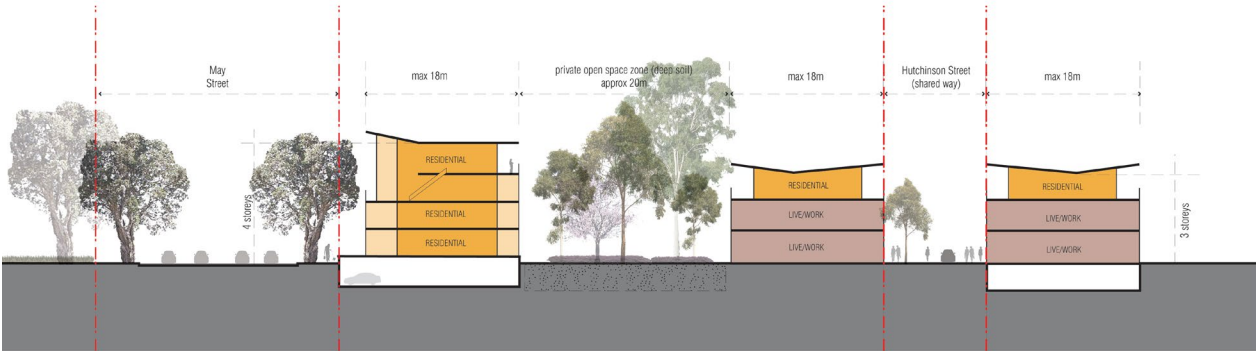 May
Street
max 18m
private open space zone (deep soil)
approx 20m
max 18m
Hutchinson Street
(shared way)
max 18m
4 storeys
RESIDENTIAL
RESIDENTIAL
RESIDENTIAL
RESIDENTIAL
LIVE/WORK
LIVE/WORK
RESIDENTIAL
LIVE/WORK
LIVE/WORK
3 storeys